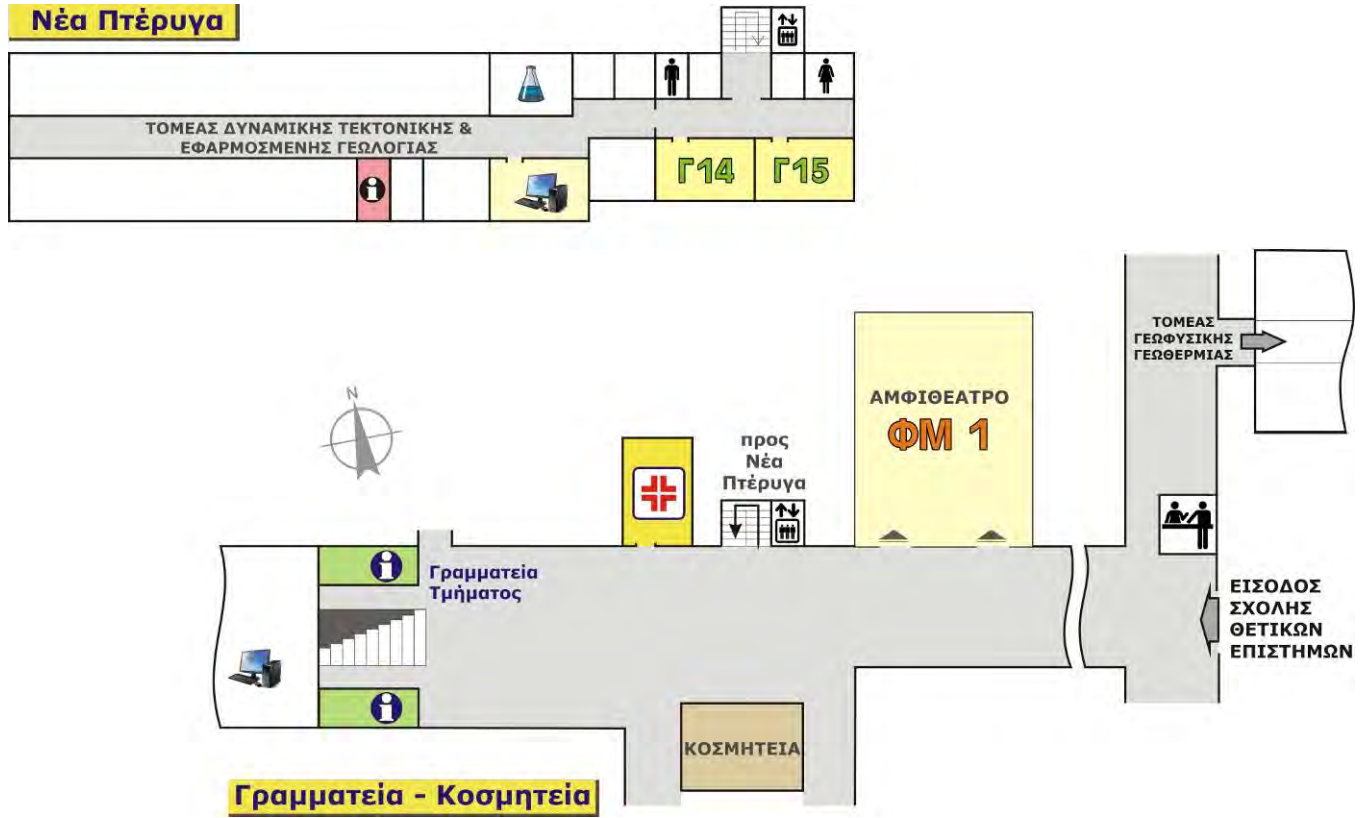 Νέα Πτέρυγα
ΤΟΜΕΑΣ ΔΥΝΑΜΙΚΗΣ ΤΕΚΤΟΝΙΚΗΣ &
ΕΦΑΡΜΟΣΜΕΝΗΣ ΓΕΩΛΟΓΙΑΣ
Γ14
Γ15
ΤΟΜΕΑΣ
ΓΕΩΦΥΣΙΚΗΣ
ΓΕΩΘΕΡΜΙΑΣ
ΑΜΦΙΘΕΑΤΡΟ
ΦΜ 1
N
προς
Νέα
Πτέρυγα
Γραμματεία
Τμήματος
ΕΙΣΟΔΟΣ
ΣΧΟΛΗΣ
ΘΕΤΙΚΩΝ
ΕΠΙΣΤΗΜΩΝ
ΚΟΣΜΗΤΕΙΑ
Γραμματεία - Κοσμητεία